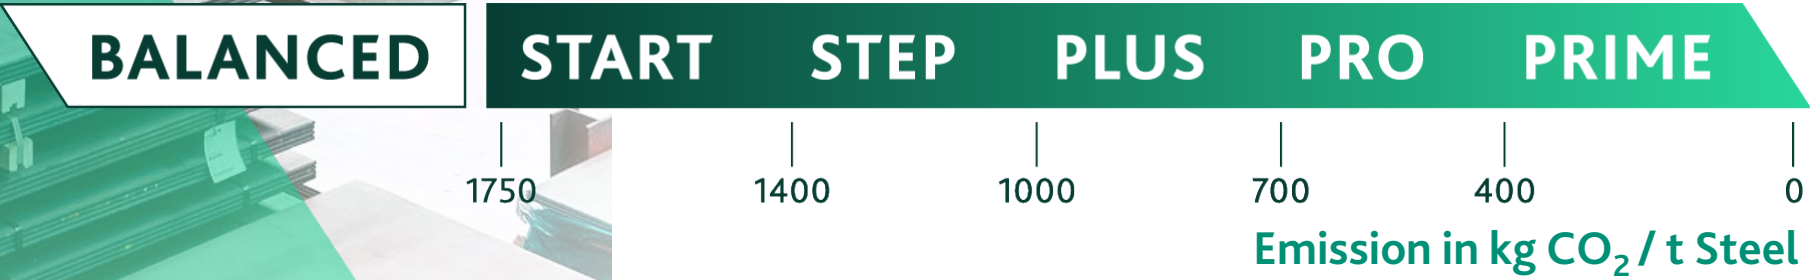 BALANCED START STEP PLUS PRO PRIME
1750 1400 1000 700 400 0
Emission in kg CO₂ / t Steel